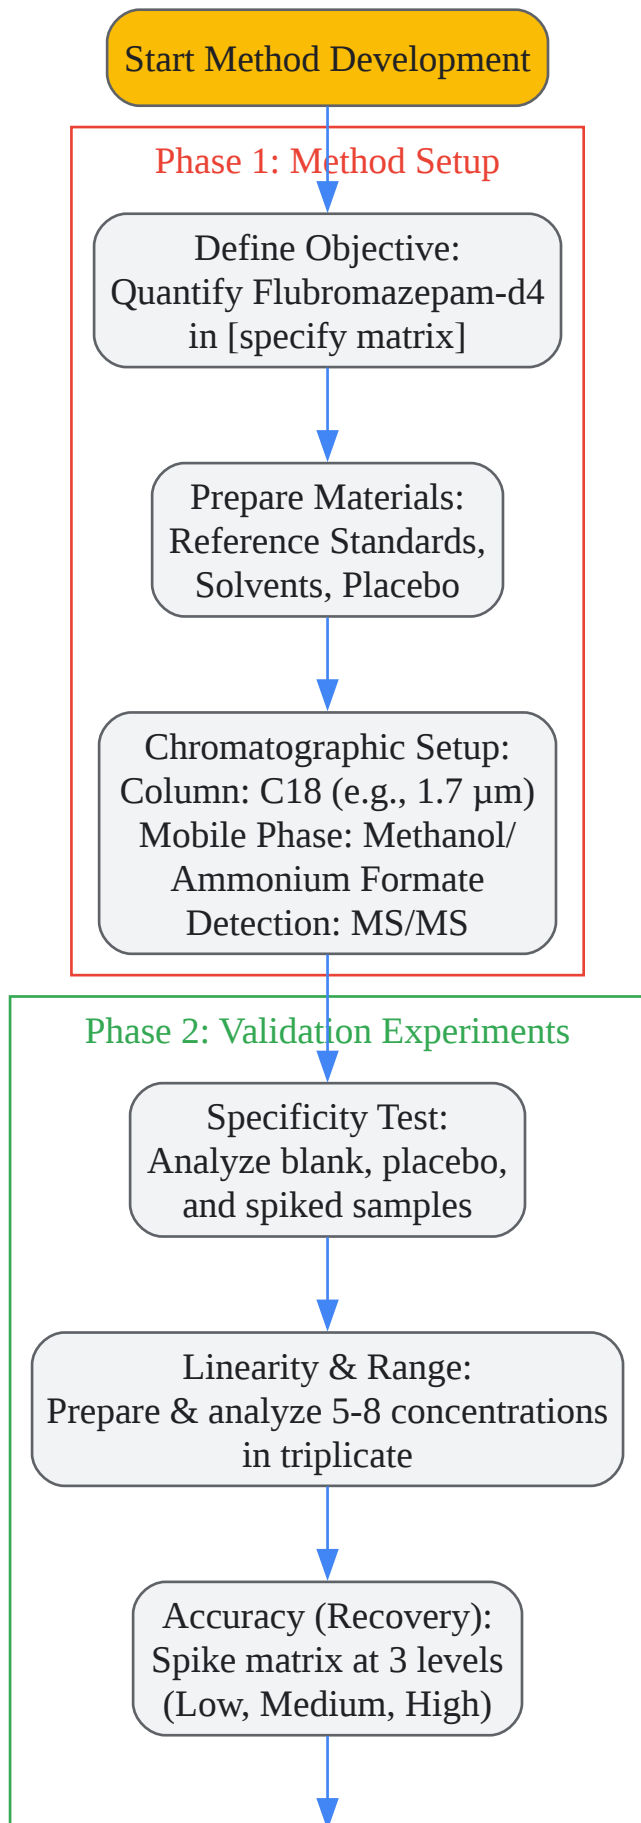 Start Method Development
Phase 1: Method Setup
Define Objective:
Quantify Flubromazepam-d4
in [specify matrix]
Prepare Materials:
Reference Standards,
Solvents, Placebo
Chromatographic Setup:
Column: C18 (e.g., 1.7 µm)
Mobile Phase: Methanol/
Ammonium Formate
Detection: MS/MS
Phase 2: Validation Experiments
Specificity Test:
Analyze blank, placebo,
and spiked samples
Linearity & Range:
Prepare & analyze 5-8 concentrations
in triplicate
Accuracy (Recovery):
Spike matrix at 3 levels
(Low, Medium, High)